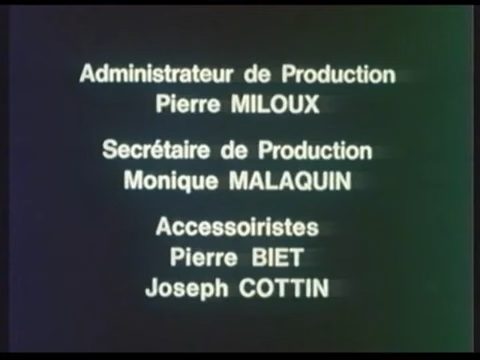 Administrateur de Production
Pierre MILOUX
Secrétaire de Production
Monique MALAQUIN
Accessoiristes
Pierre BIET
Joseph COTTIN